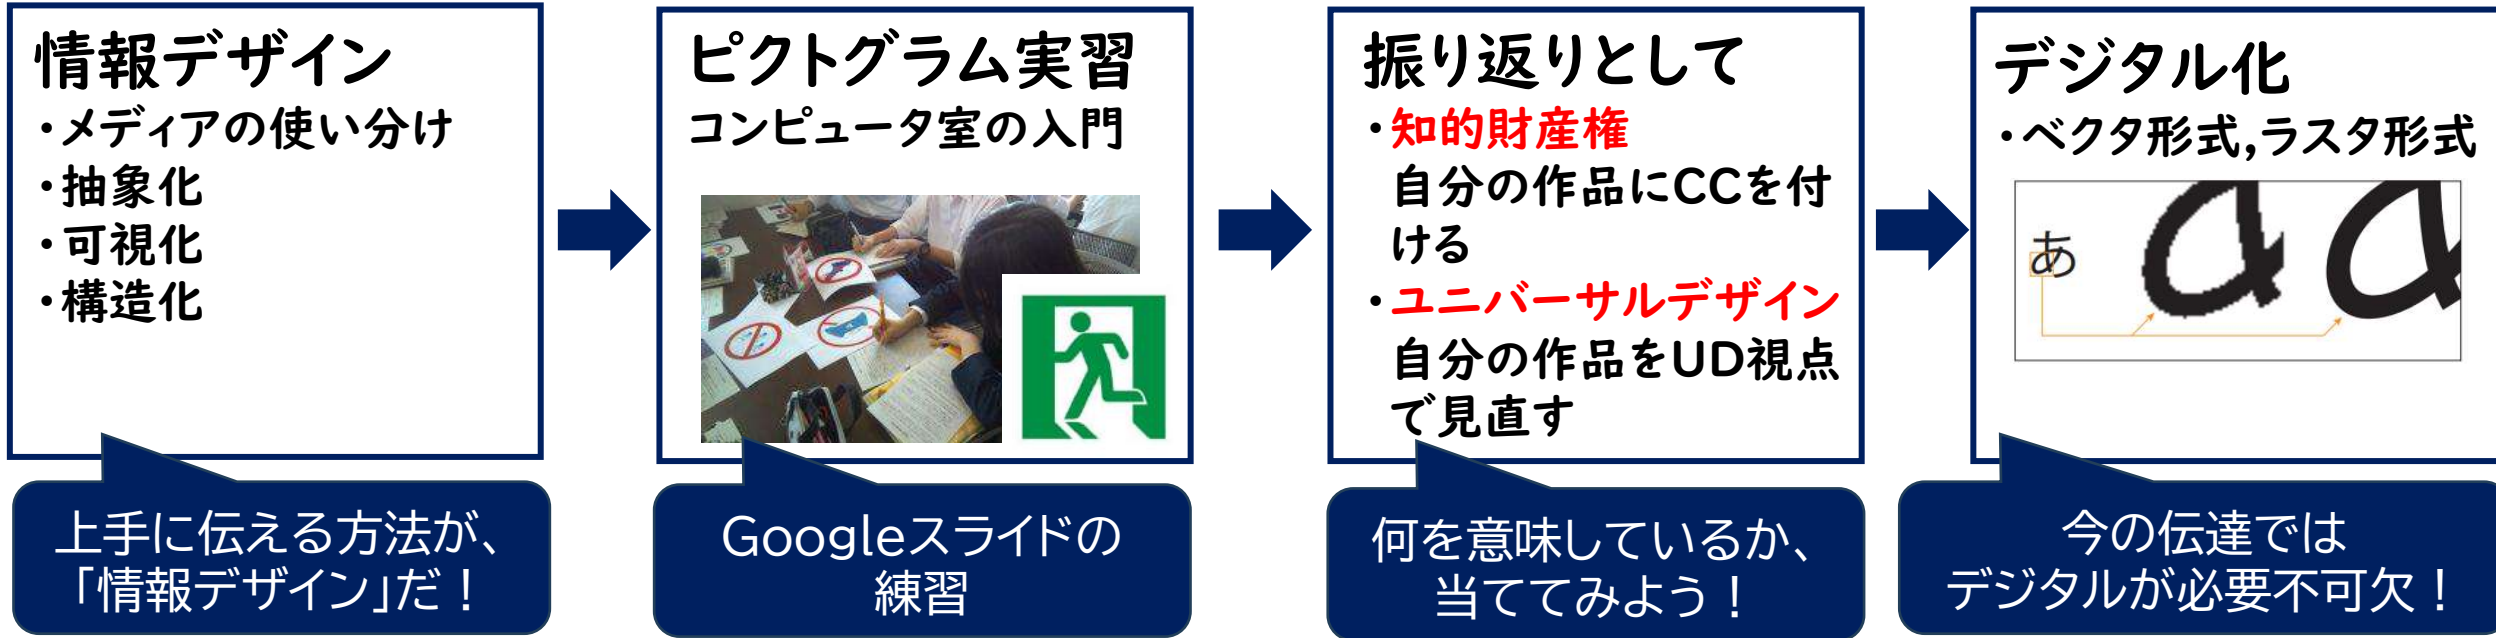 情報デザイン
・メディアの使い分け
・抽象化
・可視化
・構造化
上手に伝える方法が、
「情報デザイン」だ！
ピクトグラム実習
コンピュータ室の入門
Googleスライドの
練習
振り返りとして
・知的財産権
自分の作品にCCを付
ける
・ユニバーサルデザイン
自分の作品をUD視点
で見直す
何を意味しているか、
当ててみよう！
デジタル化
・ベクタ形式,ラスタ形式
あ
今の伝達では
デジタルが必要不可欠！